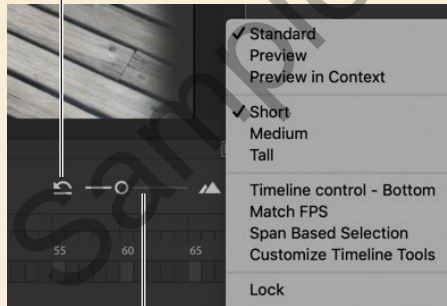 Standard
Preview
Preview in Context
Short
Medium
Tall
Timeline control - Bottom
Match FPS
Span Based Selection
Customize Timeline Tools
Lock
55 60 65
Sample